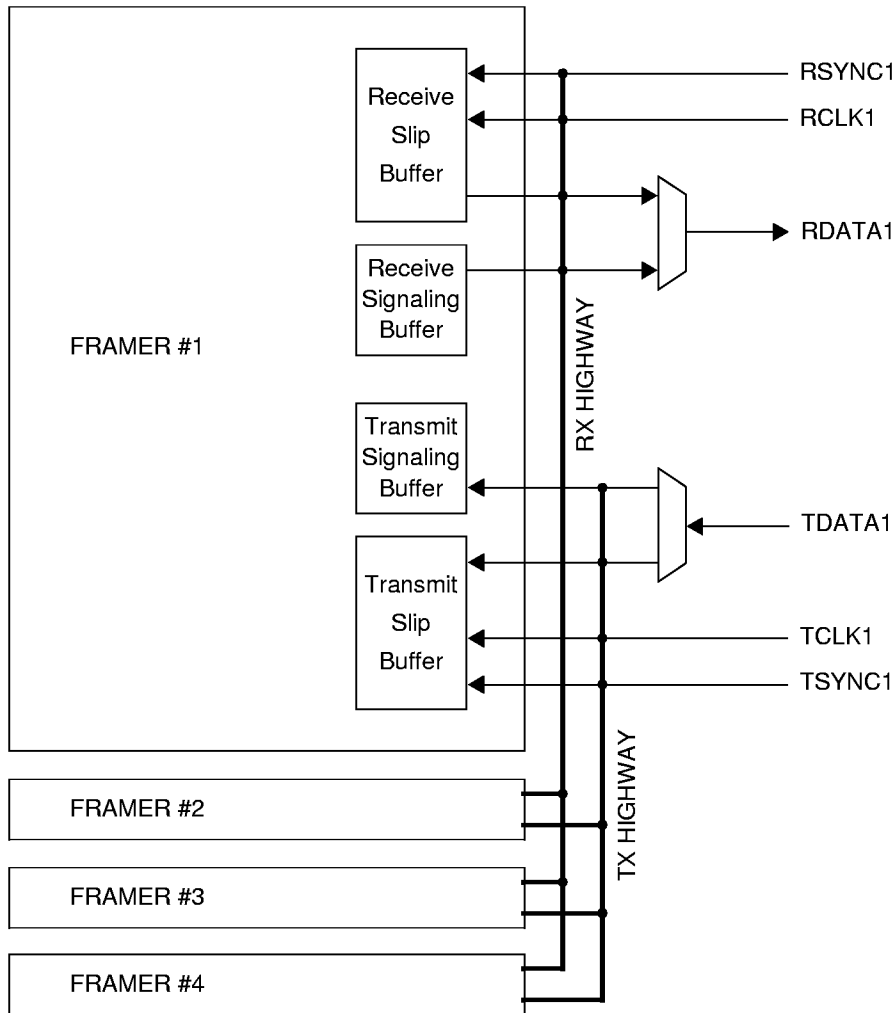 RSYNC1
Receive
Slip
Buffer
RCLK1
RDATA1
Receive
Signaling
Buffer
FRAMER #1
RX HIGHWAY
Transmit
Signaling
Buffer
TDATA1
Transmit
Slip
Buffer
TCLK1
TSYNC1
TX HIGHWAY
FRAMER #2
FRAMER #3
FRAMER #4